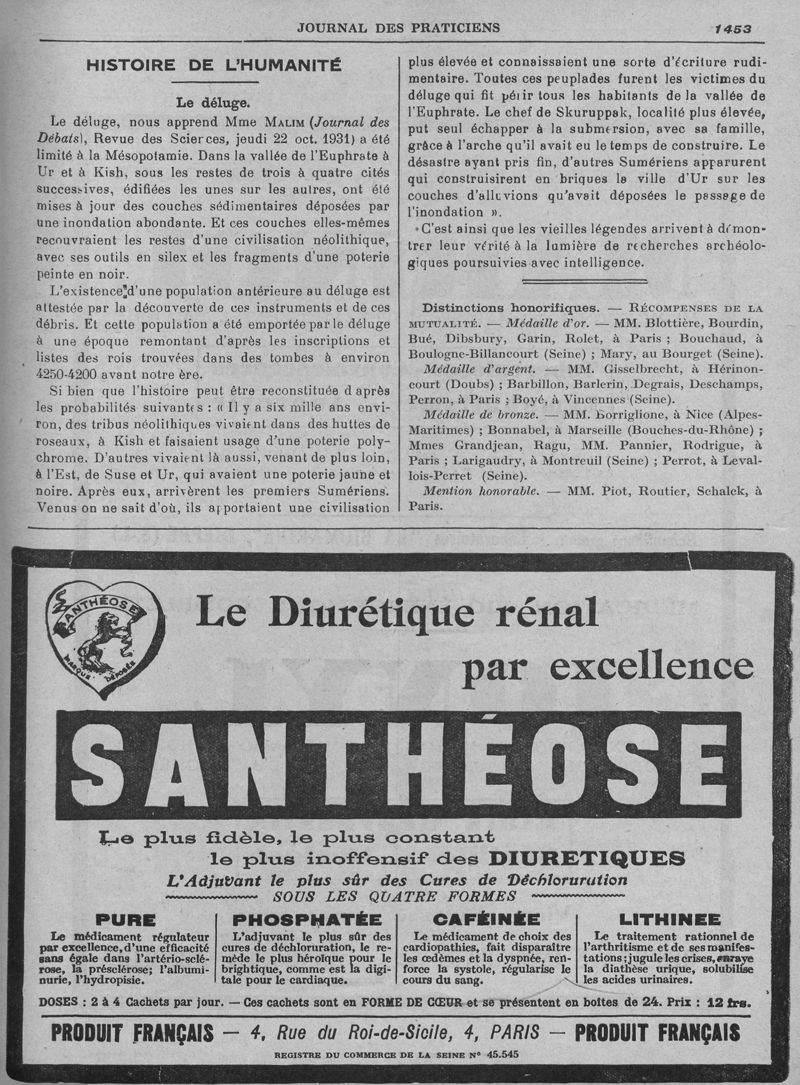 JOURNAL DES PRATICIENS 1453
HISTOIRE DE L'HUMANITÉ
Le déluge.
Le déluge, nous apprend Mme MALIM (Journal des
Débats), Revue des Sciences, jeudi 22 oct. 1931) a été
limité à la Mésopotamie. Dans la vallée de l'Euphrate à
Ur et à Kish, sous les restes de trois à quatre cités
successives, édifiées les unes sur les autres, ont été
mises à jour des couches sédimentaires déposées par
une inondation abondante. Et ces couches elles-mêmes
recouvraient les restes d'une civilisation néolithique,
avec ses outils en silex et les fragments d'une poterie
peinte en noir.
L'existence d'une population antérieure au déluge est
attestée par la découverte de ces instruments et de ces
débris. Et cette population a été emportée par le déluge
à une époque remontant d'après les inscriptions et
listes des rois trouvées dans des tombes à environ
4250-4200 avant notre ère.
Si bien que l'histoire peut être reconstituée d après
les probabilités suivantes : « Il y a six mille ans envi-
ron, des tribus néolithiques vivaient dans des huttes de
roseaux, à Kish et faisaient usage d'une poterie poly-
chrome. D'autres vivaient là aussi, venant de plus loin,
à l'Est, de Suse et Ur, qui avaient une poterie jaune et
noire. Après eux, arrivèrent les premiers Sumériens.
Venus on ne sait d'où, ils apportaient une civilisation
plus élevée et connaissaient une sorte d'écriture rudi-
mentaire. Toutes ces peuplades furent les victimes du
déluge qui fit périr tous les habitants de la vallée de
l'Euphrate. Le chef de Skuruppak, localité plus élevée,
put seul échapper à la submersion, avec sa famille,
grâce à l'arche qu'il avait eu le temps de construire. Le
désastre ayant pris fin, d'autres Sumériens apparurent
qui construisirent en briques la ville d'Ur sur les
couches d'alluvions qu'avait déposées le passage de
l'inondation ».
C'est ainsi que les vieilles légendes arrivent à démon-
trer leur vérité à la lumière de recherches archéolo-
giques poursuivies avec intelligence.
Distinctions honorifiques. — RÉCOMPENSES DE LA
MUTUALITÉ. — Médaille d'or. — MM. Blottière, Bourdin,
Bué, Dibsbury, Garin, Rolet, à Paris ; Bouchaud, à
Boulogne-Billancourt (Seine) ; Mary, au Bourget (Seine).
Médaille d'argent. — MM. Gisselbrecht, à Hérinon-
court (Doubs) ; Barbillon, Barlerin, Degrais, Deschamps,
Perron, à Paris ; Boyé, à Vincennes (Seine).
Médaille de bronze. — MM. Borriglione, à Nice (Alpes-
Maritimes) ; Bonnabel, à Marseille (Bouches-du-Rhône) ;
Mmes Grandjean, Ragu, MM. Pannier, Rodrigue, à
Paris ; Larigaudry, à Montreuil (Seine) ; Perrot, à Leval-
lois-Perret (Seine).
Mention honorable. — MM. Piot, Routier, Schalck, à
Paris.
SANTHÉOSE
MARQUE DÉPOSÉE
Le Diurétique rénal
par excellence
SANTHÉOSE
Le plus fidèle, le plus constant
le plus inoffensif des DIURETIQUES
L'Adjuvant le plus sûr des Cures de Déchloruration
SOUS LES QUATRE FORMES
PURE
Le médicament régulateur
par excellence, d'une efficacité
sans égale dans l'artério-sclé-
rose, la présclérose; l'albumi-
nurie, l'hydropisie.
PHOSPHATÉE
L'adjuvant le plus sûr des
cures de déchloruration, le re-
mède le plus héroïque pour le
brightique, comme est la digi-
tale pour le cardiaque.
CAFÉINÉE
Le médicament de choix des
cardiopathies, fait disparaître
les œdèmes et la dyspnée, ren-
force la systole, régularise le
cours du sang.
LITHINEE
Le traitement rationnel de
l'arthritisme et de ses manifes-
tations; jugule les crises, enraye
la diathèse urique, solubilise
les acides urinaires.
DOSES : 2 à 4 Cachets par jour. — Ces cachets sont en FORME DE CŒUR et se présentent en boîtes de 24. Prix : 12 frs.
PRODUIT FRANÇAIS — 4, Rue du Roi-de-Sicile, 4, PARIS — PRODUIT FRANÇAIS
REGISTRE DU COMMERCE DE LA SEINE N° 45.545